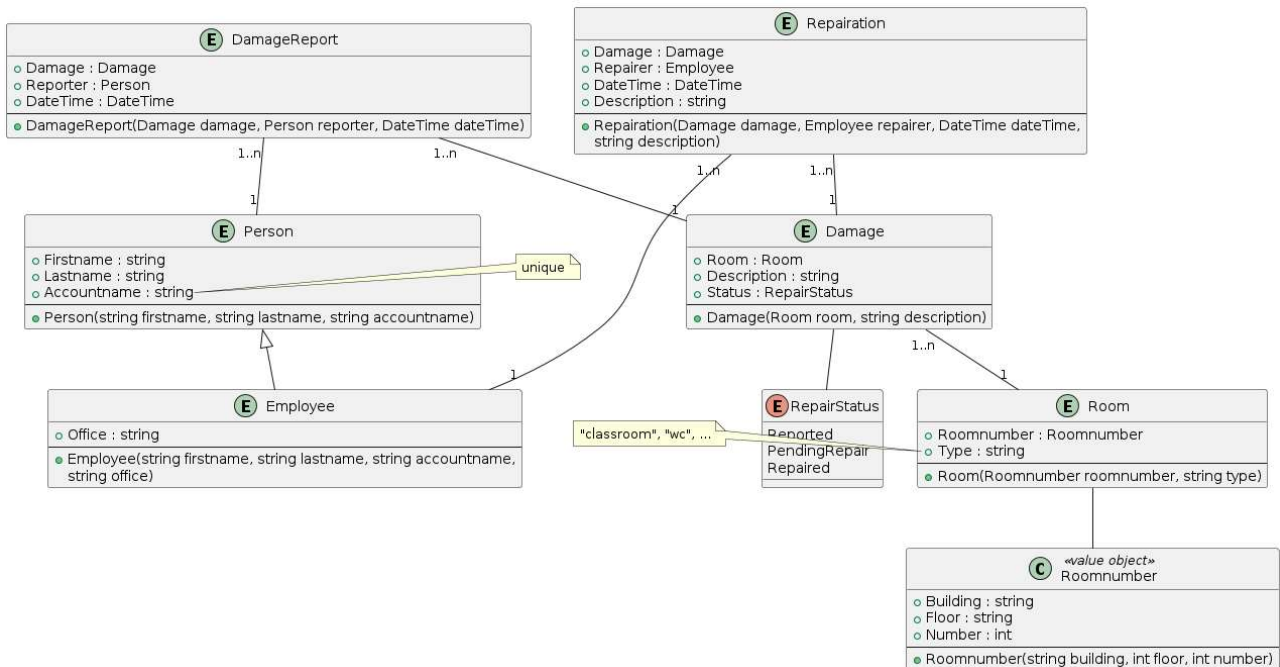 E DamageReport
Damage : Damage
Reporter : Person
DateTime : DateTime
DamageReport(Damage damage, Person reporter, DateTime dateTime)
E Repairation
Damage : Damage
Repairer : Employee
DateTime : DateTime
Description : string
Repairation(Damage damage, Employee repairer, DateTime dateTime,
string description)
1..n
1..n
1..n
1..n
1
1
1
E Person
Firstname : string
Lastname : string
Accountname : string
Person(string firstname, string lastname, string accountname)
unique
E Damage
Room : Room
Description : string
Status : RepairStatus
Damage(Room room, string description)
1..n
1
1
E Employee
Office : string
Employee(string firstname, string lastname, string accountname,
string office)
"classroom", "wc", ...
E RepairStatus
Reported
PendingRepair
Repaired
E Room
Roomnumber : Roomnumber
Type : string
Room(Roomnumber roomnumber, string type)
C «value object»
Roomnumber
Building : string
Floor : string
Number : int
Roomnumber(string building, int floor, int number)